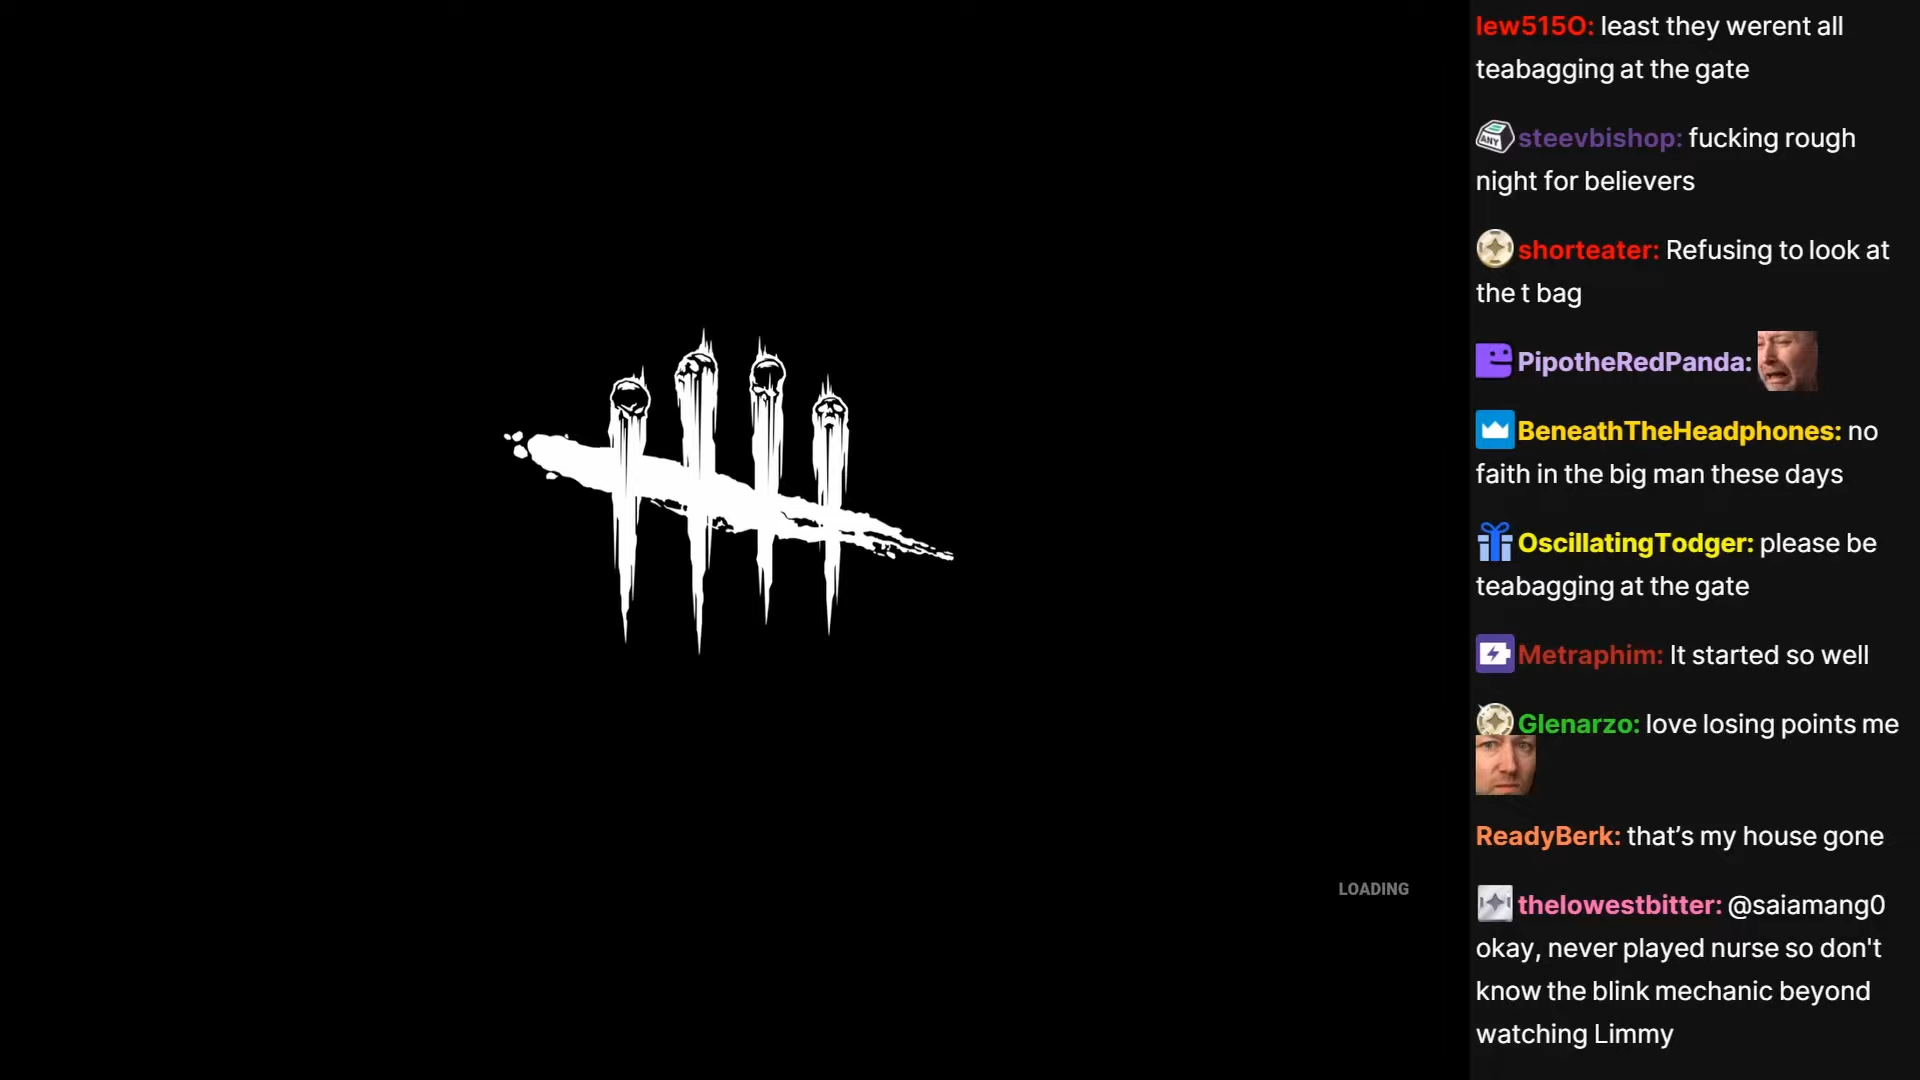 lew515O: least they werent all
teabagging at the gate
ANY steevbishop: fucking rough
night for believers
shorteater: Refusing to look at
the t bag
PipotheRedPanda:
BeneathTheHeadphones: no
faith in the big man these days
OscillatingTodger: please be
teabagging at the gate
Metraphim: It started so well
Glenarzo: love losing points me
ReadyBerk: that's my house gone
LOADING
thelowestbitter: @saiamang0
okay, never played nurse so don't
know the blink mechanic beyond
watching Limmy